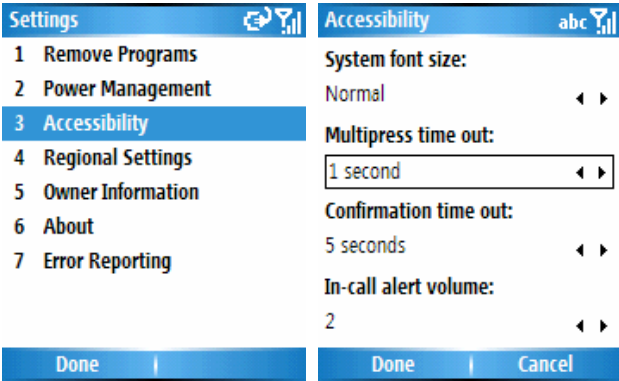 Settings
1 Remove Programs
2 Power Management
3 Accessibility
4 Regional Settings
5 Owner Information
6 About
7 Error Reporting
Done
Accessibility abc
System font size:
Normal
Multipress time out:
1 second
Confirmation time out:
5 seconds
In-call alert volume:
2
Done Cancel